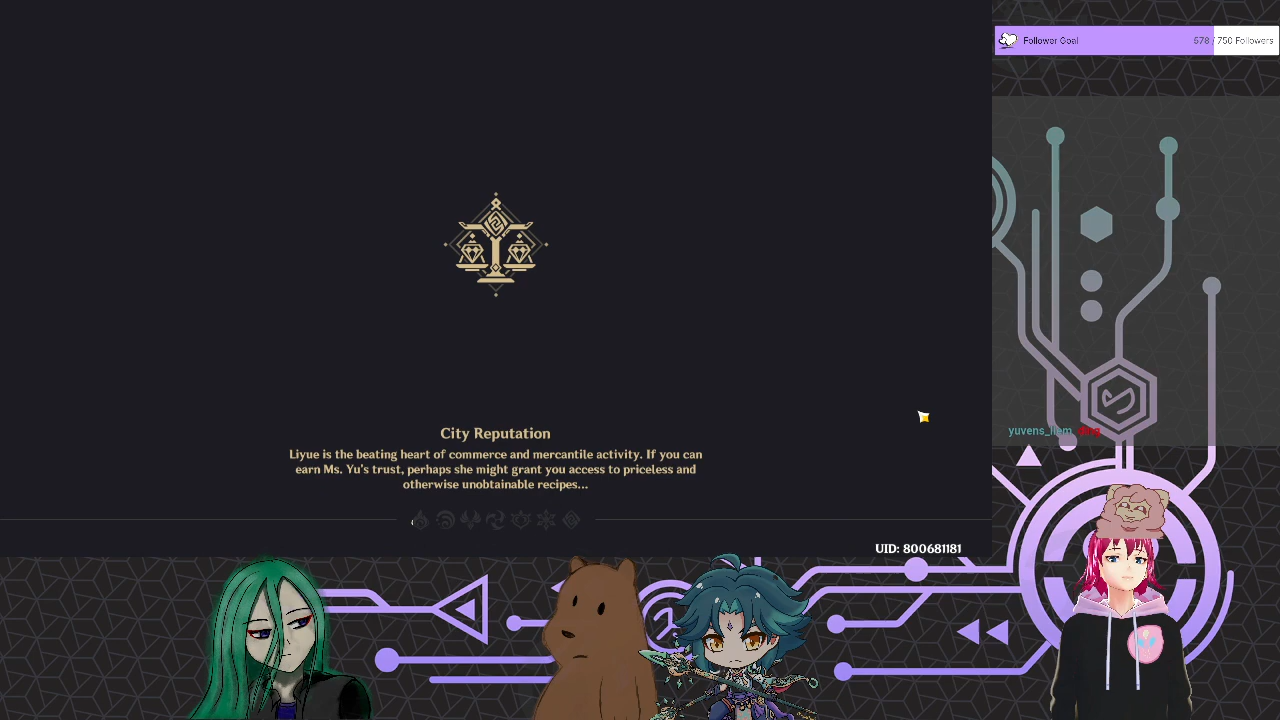 Follower Goal
578 / 750 Followers
yuvens_liem ding
City Reputation
Liyue is the beating heart of commerce and mercantile activity. If you can
earn Ms. Yu's trust, perhaps she might grant you access to priceless and
otherwise unobtainable recipes...
UID: 800681181